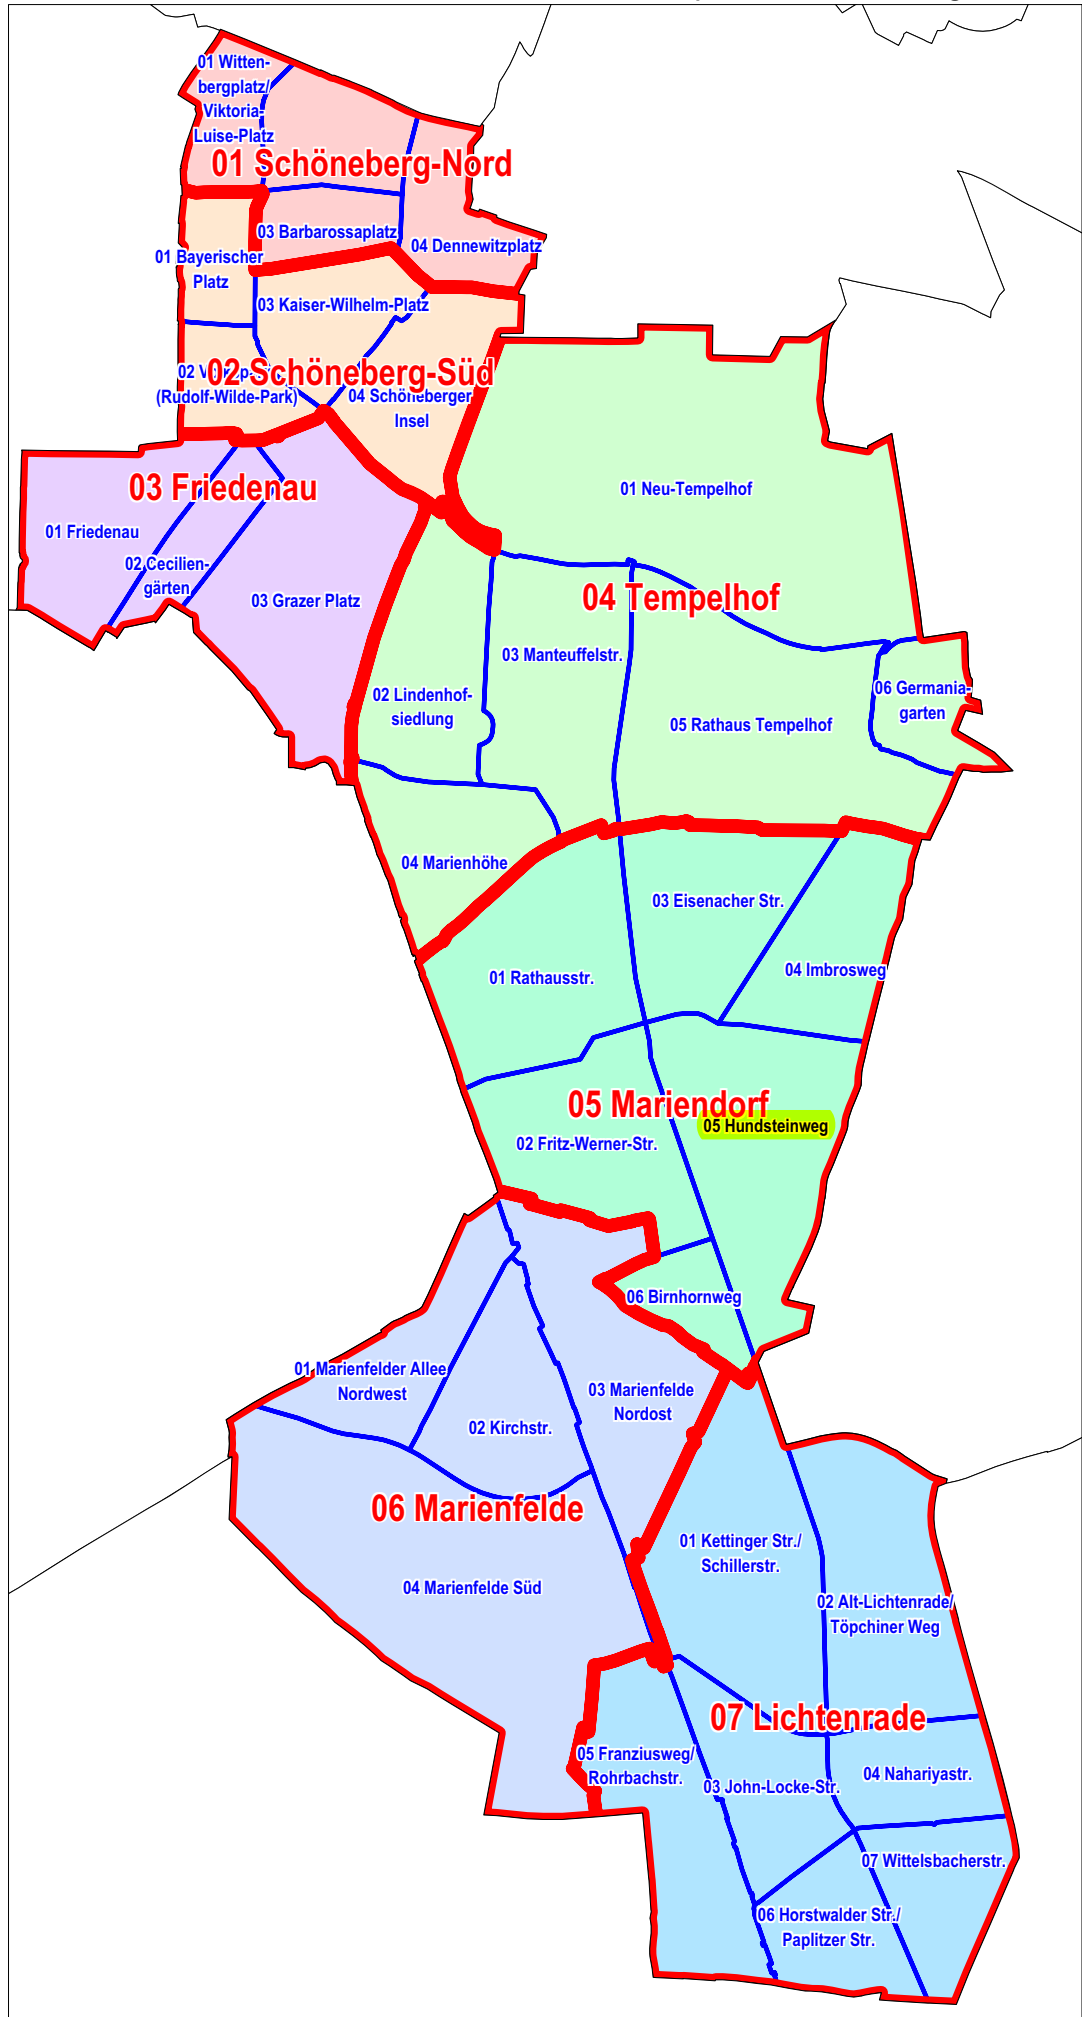 01 Witten-
bergplatz/
Viktoria-
Luise-Platz
01 Schöneberg-Nord
03 Barbarossaplatz
04 Dennewitzplatz
01 Bayerischer
Platz
03 Kaiser-Wilhelm-Platz
02 Schöneberg-Süd
02
(Rudolf-Wilde-Park)
04 Schöneberger
Insel
03 Friedenau
01 Friedenau
02 Cecilien-
gärten
03 Grazer Platz
01 Neu-Tempelhof
04 Tempelhof
03 Manteuffelstr.
02 Lindenhof-
siedlung
06 Germania-
garten
05 Rathaus Tempelhof
04 Marienhöhe
03 Eisenacher Str.
01 Rathausstr.
04 Imbrosweg
05 Mariendorf
05 Hundsteinweg
02 Fritz-Werner-Str.
06 Birnhornweg
01 Marienfelder Allee
Nordwest
03 Marienfelde
Nordost
02 Kirchstr.
06 Marienfelde
04 Marienfelde Süd
01 Kettinger Str./
Schillerstr.
02 Alt-Lichtenrade/
Töpchiner Weg
07 Lichtenrade
05 Franziusweg/
Rohrbachstr.
03 John-Locke-Str.
04 Nahariyastr.
07 Wittelsbacherstr.
06 Horstwalder Str./
Paplitzer Str.